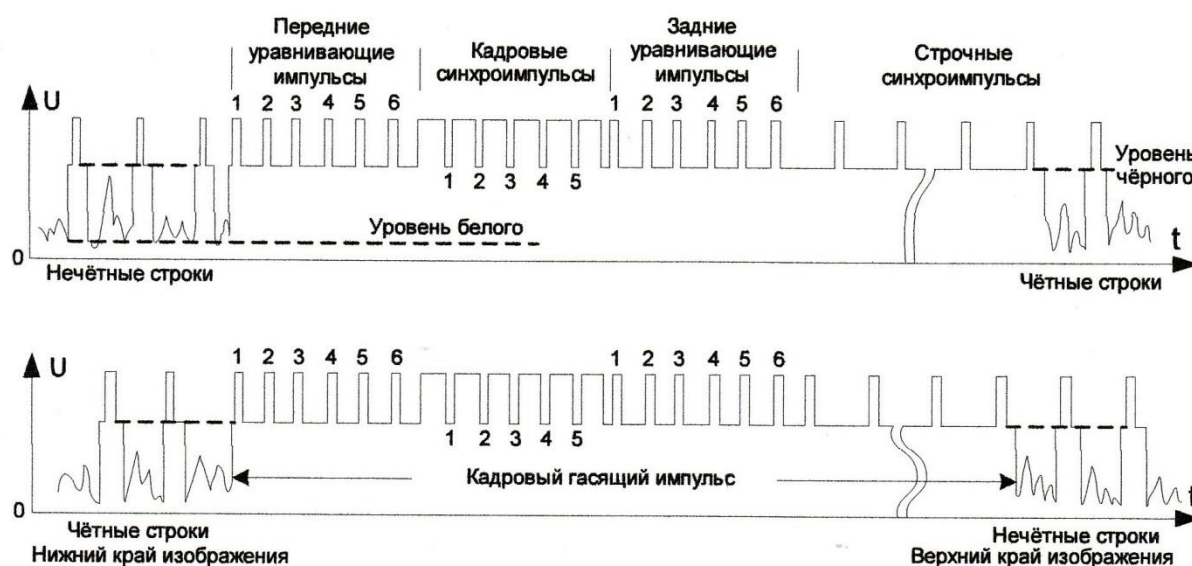 Передние
уравнивающие
импульсы
Кадровые
синхроимпульсы
Задние
уравнивающие
импульсы
Строчные
синхроимпульсы
U
1 2 3 4 5 6
1 2 3 4 5 6
1 2 3 4 5
Уровень
чёрного
Уровень белого
0
t
Нечётные строки
Чётные строки
U
1 2 3 4 5 6
1 2 3 4 5 6
1 2 3 4 5
Кадровый гасящий импульс
0
t
Чётные строки
Нижний край изображения
Нечётные строки
Верхний край изображения